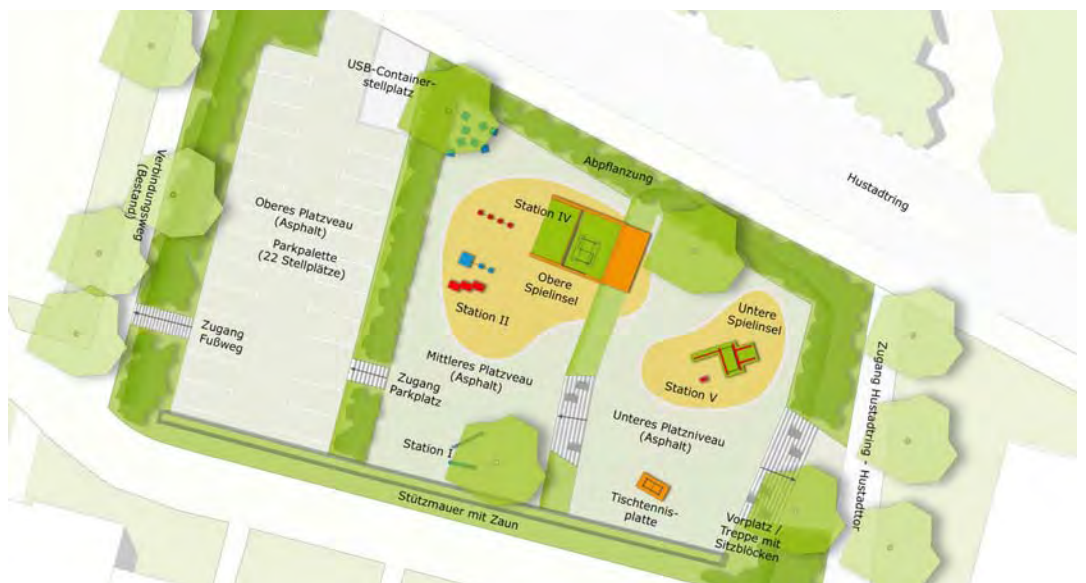 USB-Container-
stellplatz
Verbindungsweg
(Bestand)
Oberes Platzveau
(Asphalt)
Parkpalette
(22 Stellplätze)
Zugang
Fußweg
Abpflanzung
Hustadtring
Station IV
Obere
Spielinsel
Station II
Mittleres Platzveau
(Asphalt)
Zugang
Parkplatz
Station I
Untere
Spielinsel
Station V
Unteres Platzniveau
(Asphalt)
Tischtennis-
platte
Vorplatz /
Treppe mit
Sitzblöcken
Zugang Hustadtring - Hustadttor
Stützmauer mit Zaun